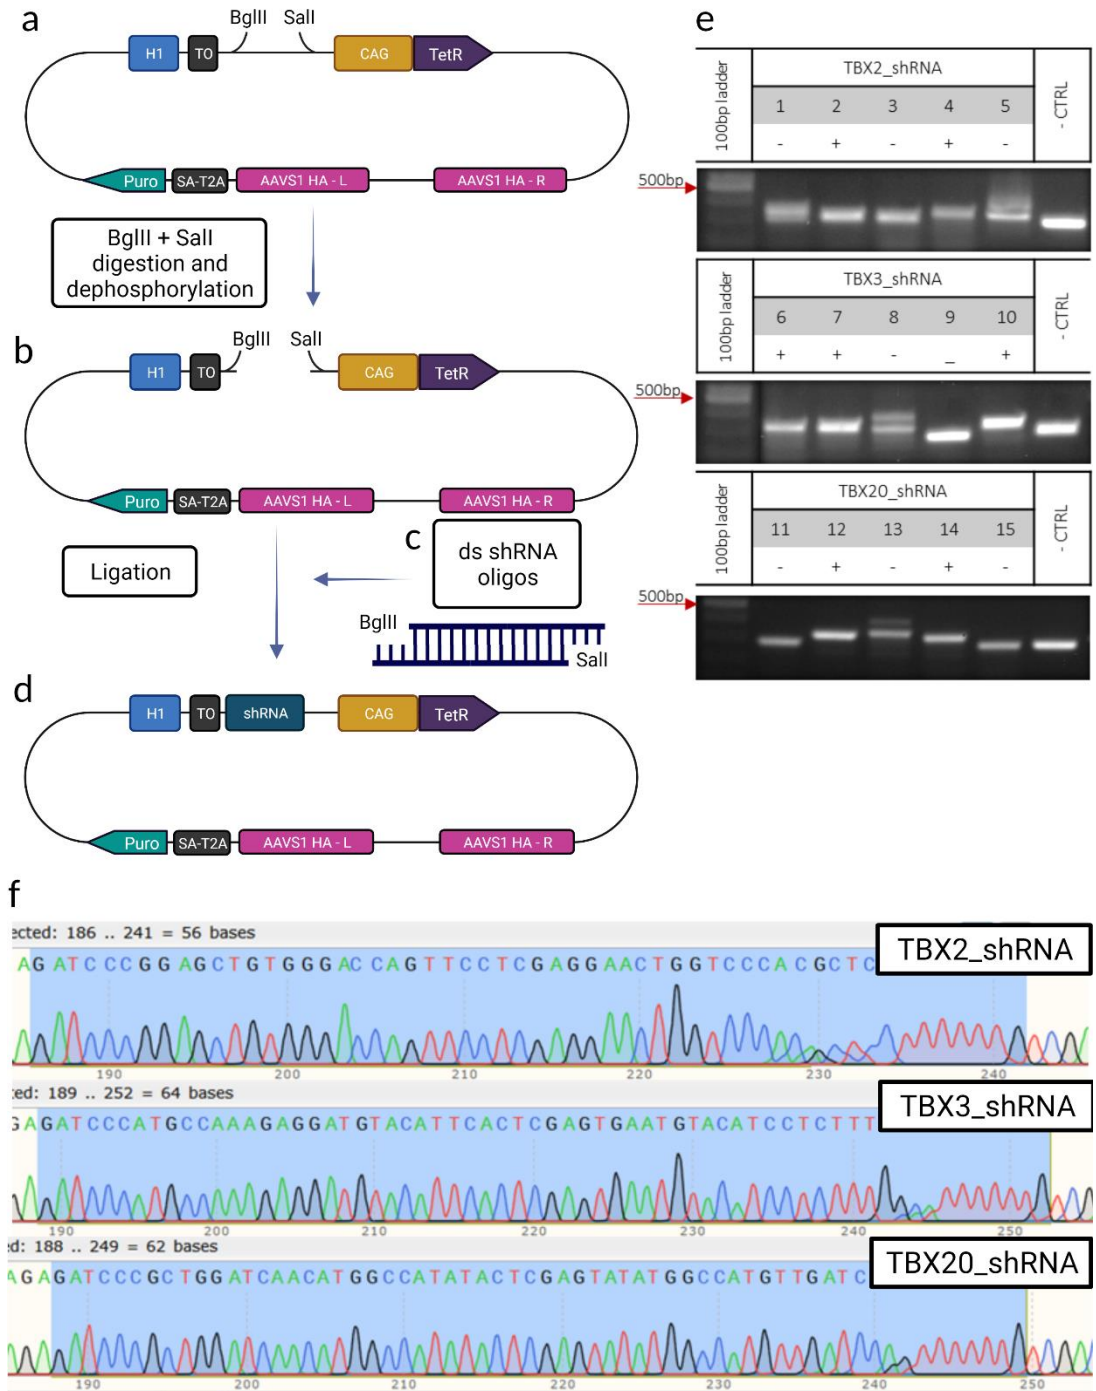 a
BglII SalI
H1 TO CAG TetR
Puro SA-T2A AAVS1 HA - L AAVS1 HA - R
BglII + SalI
digestion and
dephosphorylation
b
BglII SalI
H1 TO CAG TetR
Puro SA-T2A AAVS1 HA - L AAVS1 HA - R
Ligation
c
ds shRNA
oligos
BglII
SalI
d
H1 TO shRNA CAG TetR
Puro SA-T2A AAVS1 HA - L AAVS1 HA - R
e
100bp ladder
TBX2_shRNA
- CTRL
1 2 3 4 5
- + - + -
500bp
100bp ladder
TBX3_shRNA
- CTRL
6 7 8 9 10
+ + - _ +
500bp
100bp ladder
TBX20_shRNA
- CTRL
11 12 13 14 15
- + - + -
500bp
f
ected: 186 .. 241 = 56 bases
TBX2_shRNA
AGATCCCGGAGCTGTGGGACCAGTTCCTCGAGGAACTGGTCCCACGCTC
190 200 210 220 230 240
ted: 189 .. 252 = 64 bases
TBX3_shRNA
GAGATCCCATGCCAAAGAGGATGTACATTCACTCGAGTGAATGTACATCCTCTTT
190 200 210 220 230 240 250
ed: 188 .. 249 = 62 bases
TBX20_shRNA
AGAGATCCCGCTGGATCAACATGGCCATATACTCGAGTATATGGCCATGTTGATC
190 200 210 220 230 240 250